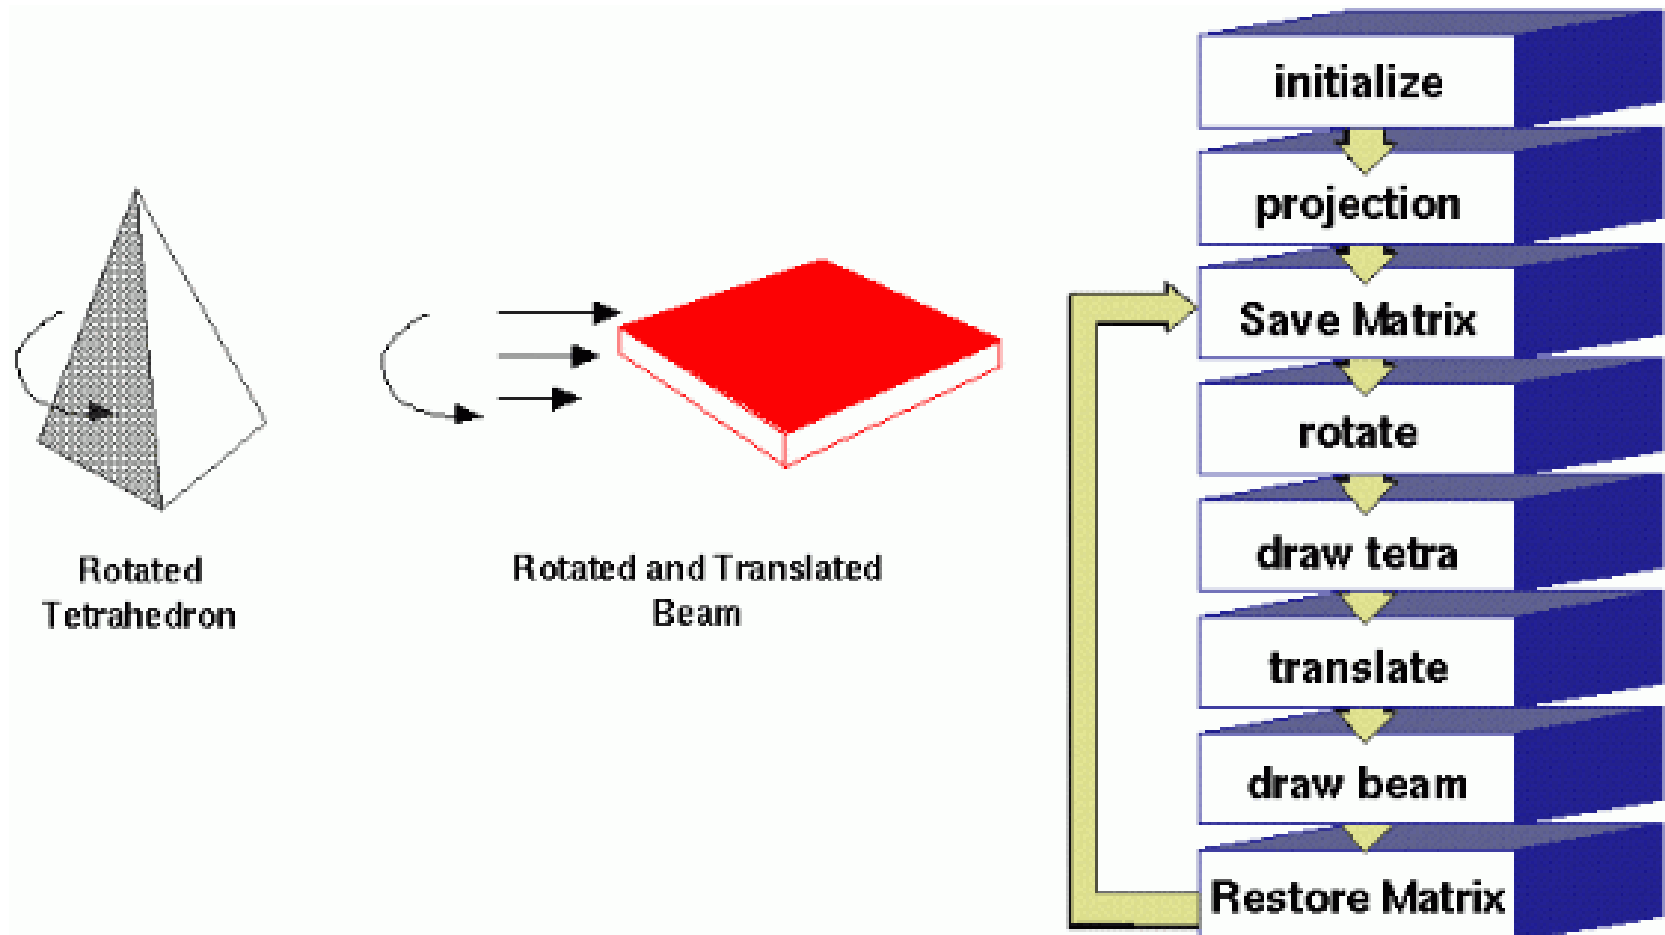 Rotated
Tetrahedron
Rotated and Translated
Beam
initialize
projection
Save Matrix
rotate
draw tetra
translate
draw beam
Restore Matrix